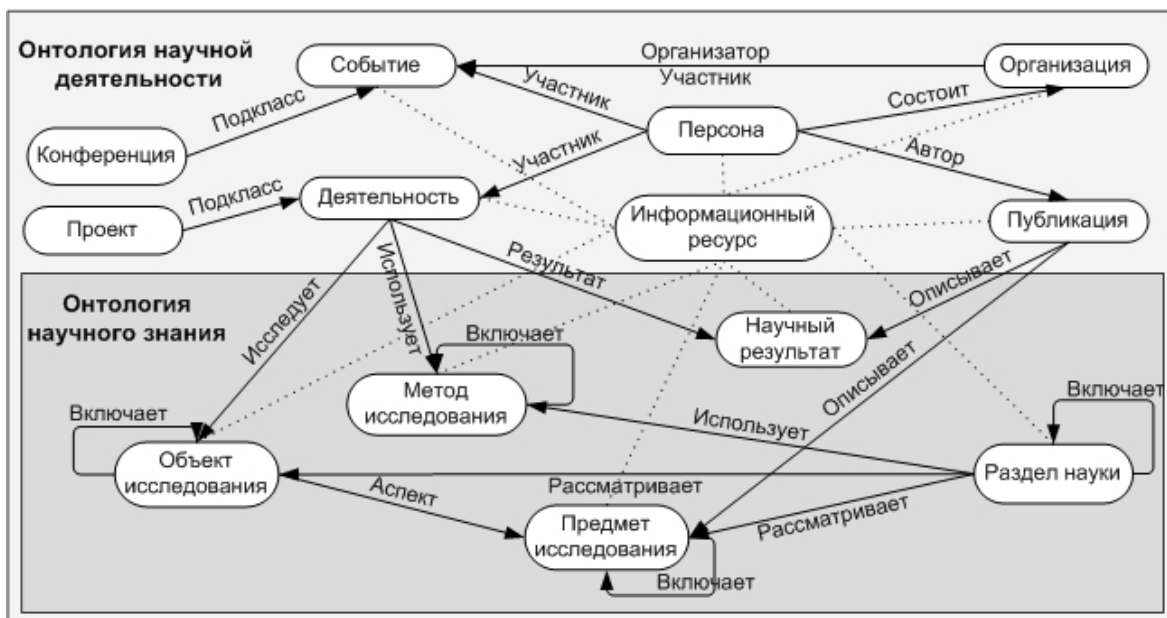 Онтология научной
деятельности
Событие
Организатор
Участник
Организация
Участник
Состоит
Подкласс
Персона
Конференция
Участник
Автор
Подкласс
Деятельность
Информационный
ресурс
Публикация
Проект
Использует
Результат
Описывает
Онтология
научного знания
Исследует
Научный
результат
Включает
Метод
исследования
Описывает
Включает
Включает
Использует
Объект
исследования
Раздел науки
Аспект
Рассматривает
Предмет
исследования
Рассматривает
Включает